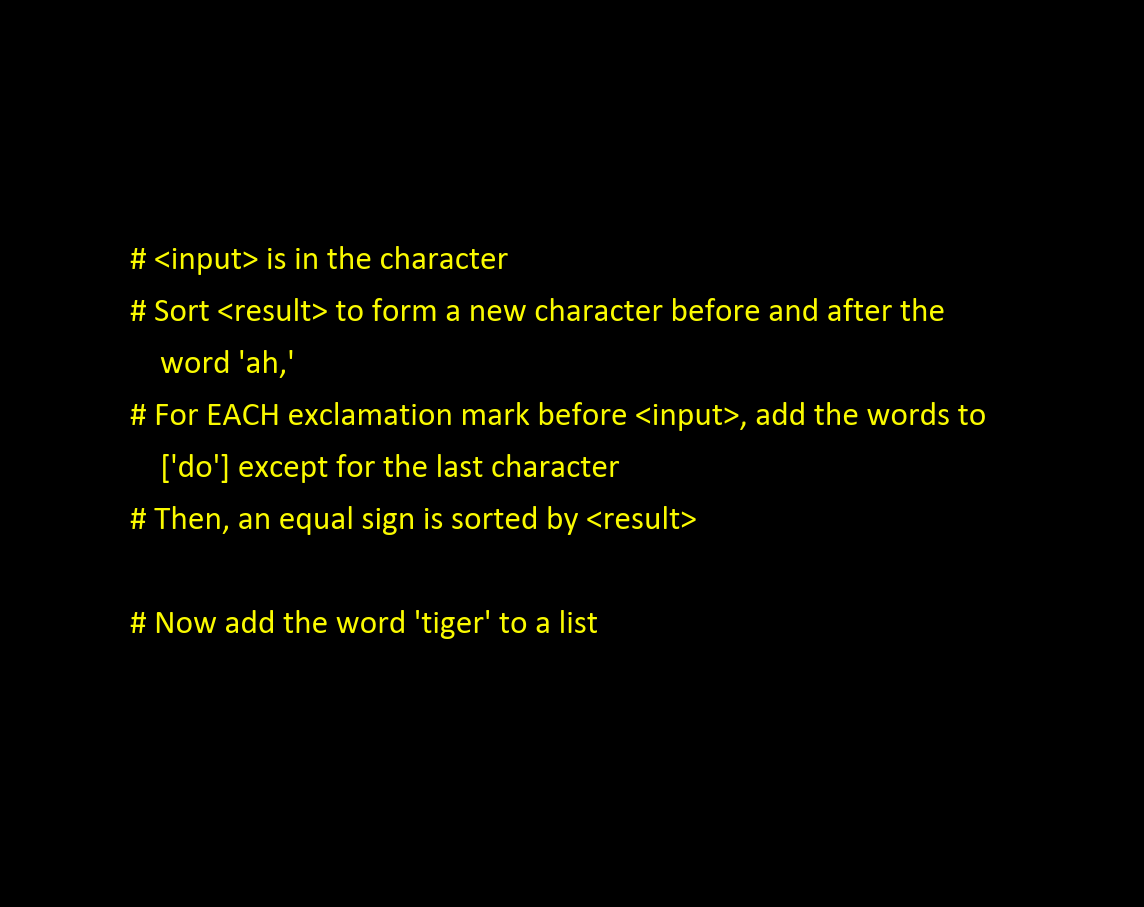 # <input> is in the character
# Sort <result> to form a new character before and after the
word 'ah,'
# For EACH exclamation mark before <input>, add the words to
['do'] except for the last character
# Then, an equal sign is sorted by <result>
# Now add the word 'tiger' to a list